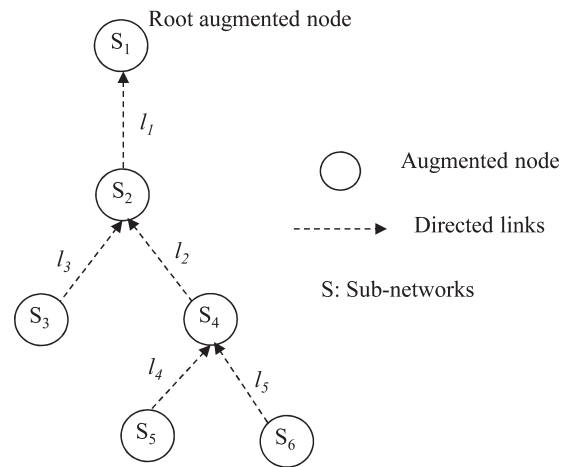 Root augmented node
S1
l1
S2
Augmented node
Directed links
l3
l2
S: Sub-networks
S3
S4
l4
l5
S5
S6